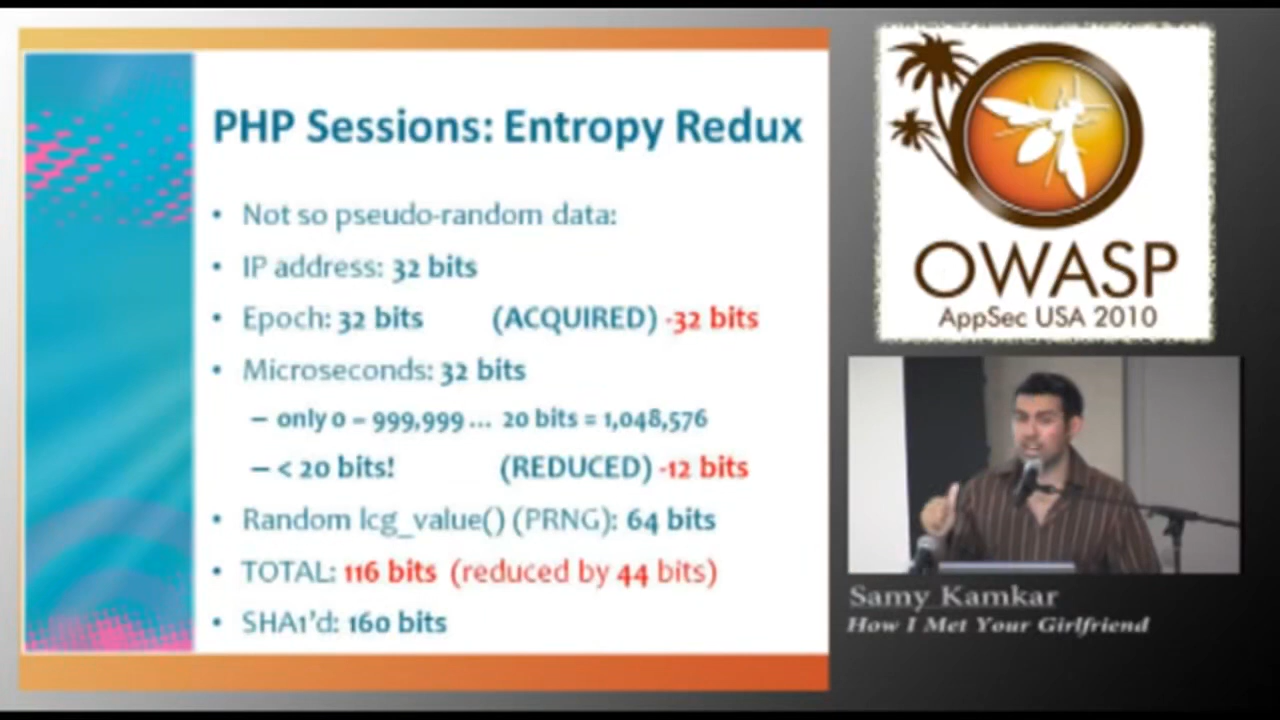 PHP Sessions: Entropy Redux
• Not so pseudo-random data:
• IP address: 32 bits
• Epoch: 32 bits (ACQUIRED) -32 bits
• Microseconds: 32 bits
– only 0 – 999,999 … 20 bits = 1,048,576
– < 20 bits! (REDUCED) -12 bits
• Random lcg_value() (PRNG): 64 bits
• TOTAL: 116 bits (reduced by 44 bits)
• SHA1'd: 160 bits
OWASP
AppSec USA 2010
Samy Kamkar
How I Met Your Girlfriend